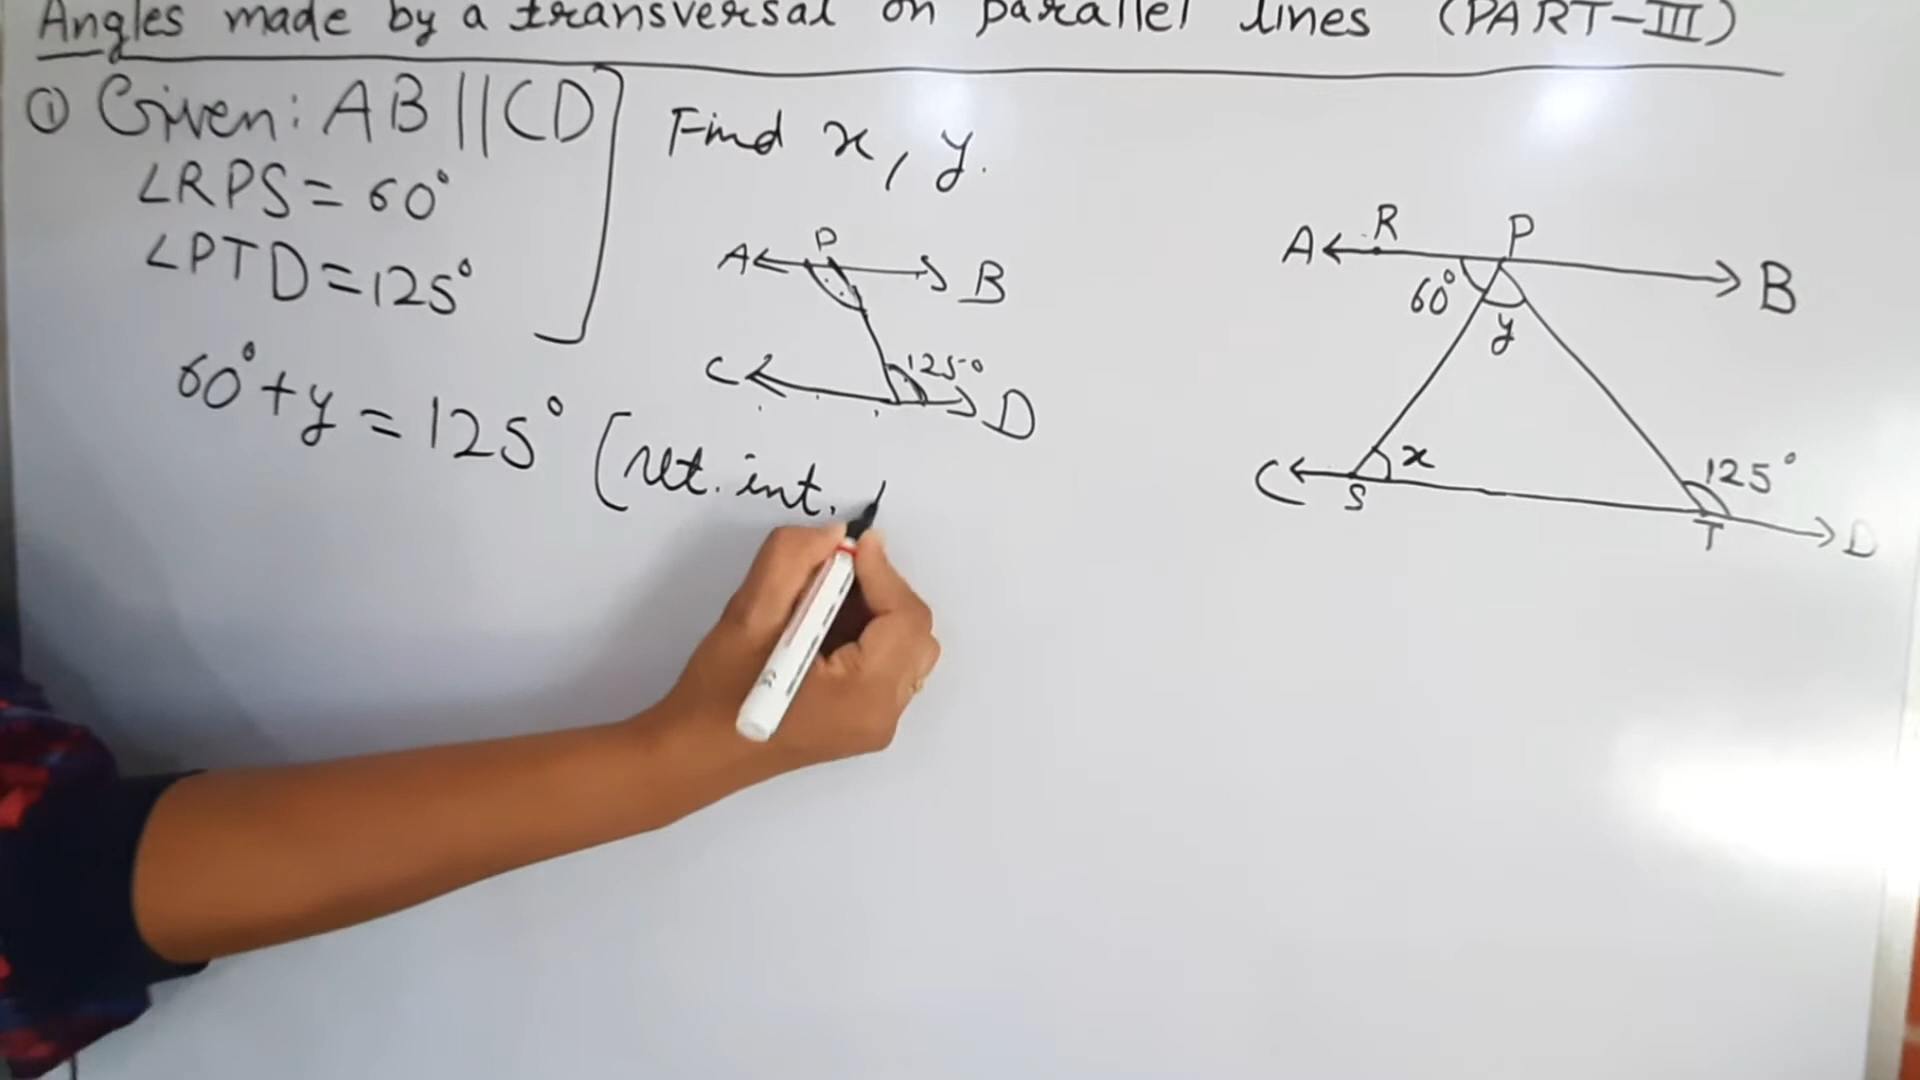 Angles made by a transversal on parallel lines (PART-III)
① Given: AB || CD
Find x, y.
∠RPS = 60°
∠PTD = 125°
60° + y = 125° (
int.
A P B
C 125° D
A R P B
60° y
C S x 125° T D